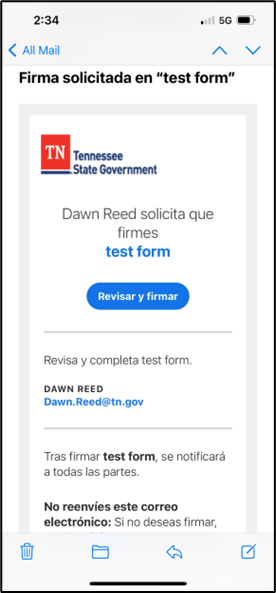 2:34
5G
All Mail
Firma solicitada en “test form”
TN
Tennessee
State Government
Dawn Reed solicita que
firmes
test form
Revisar y firmar
Revisa y completa test form.
DAWN REED
Dawn.Reed@tn.gov
Tras firmar test form, se notificará
a todas las partes.
No reenvíes este correo
electrónico: Si no deseas firmar,